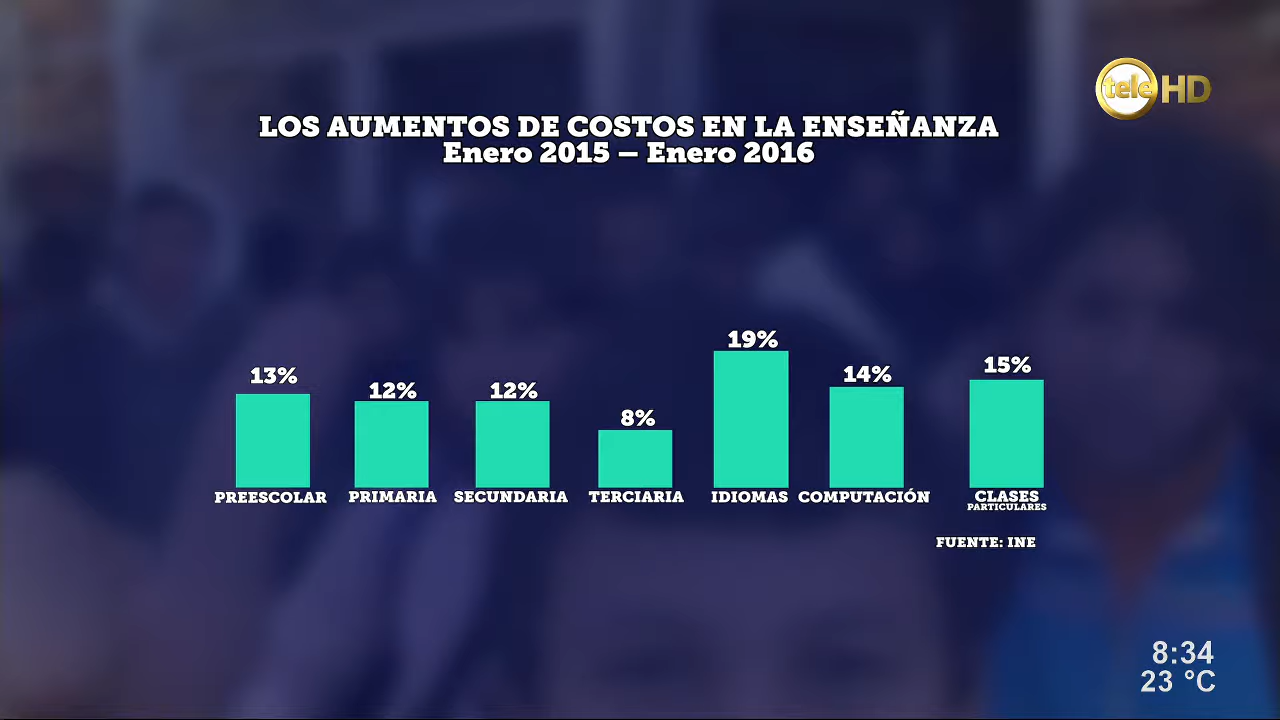 tele HD
LOS AUMENTOS DE COSTOS EN LA ENSEÑANZA
Enero 2015 – Enero 2016
13%
12%
12%
8%
19%
14%
15%
PREESCOLAR
PRIMARIA
SECUNDARIA
TERCIARIA
IDIOMAS
COMPUTACIÓN
CLASES
PARTICULARES
FUENTE: INE
8:34
23 °C